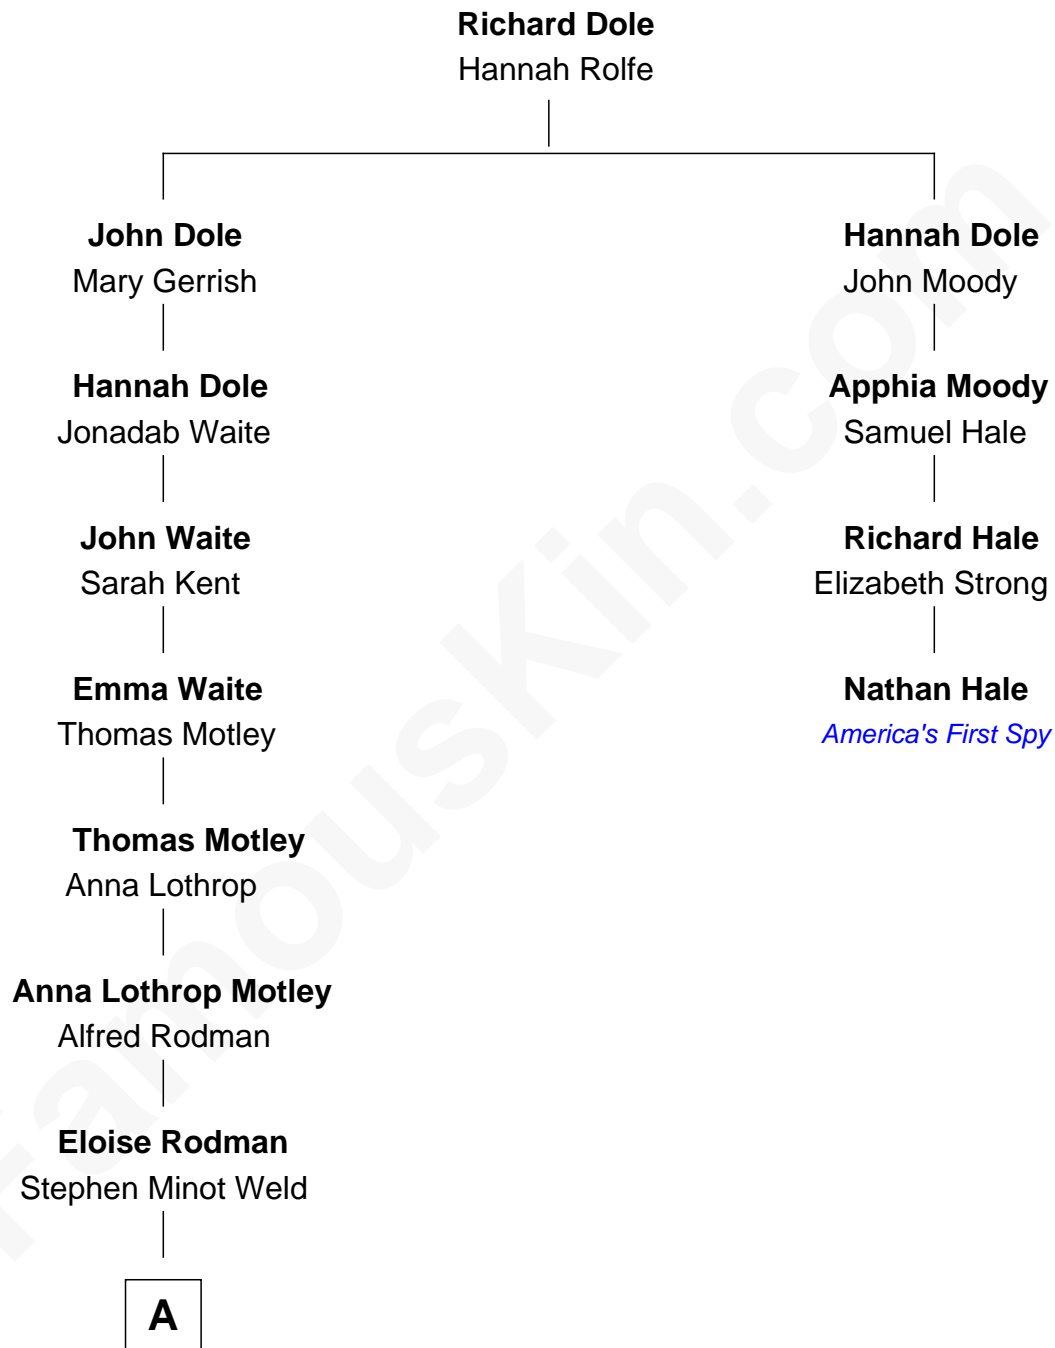 Richard Dole
Hannah Rolfe
John Dole
Mary Gerrish
Hannah Dole
John Moody
Hannah Dole
Jonadab Waite
Apphia Moody
Samuel Hale
John Waite
Sarah Kent
Richard Hale
Elizabeth Strong
Emma Waite
Thomas Motley
Nathan Hale
America's First Spy
Thomas Motley
Anna Lothrop
Anna Lothrop Motley
Alfred Rodman
Eloise Rodman
Stephen Minot Weld
A
FamousKin.com